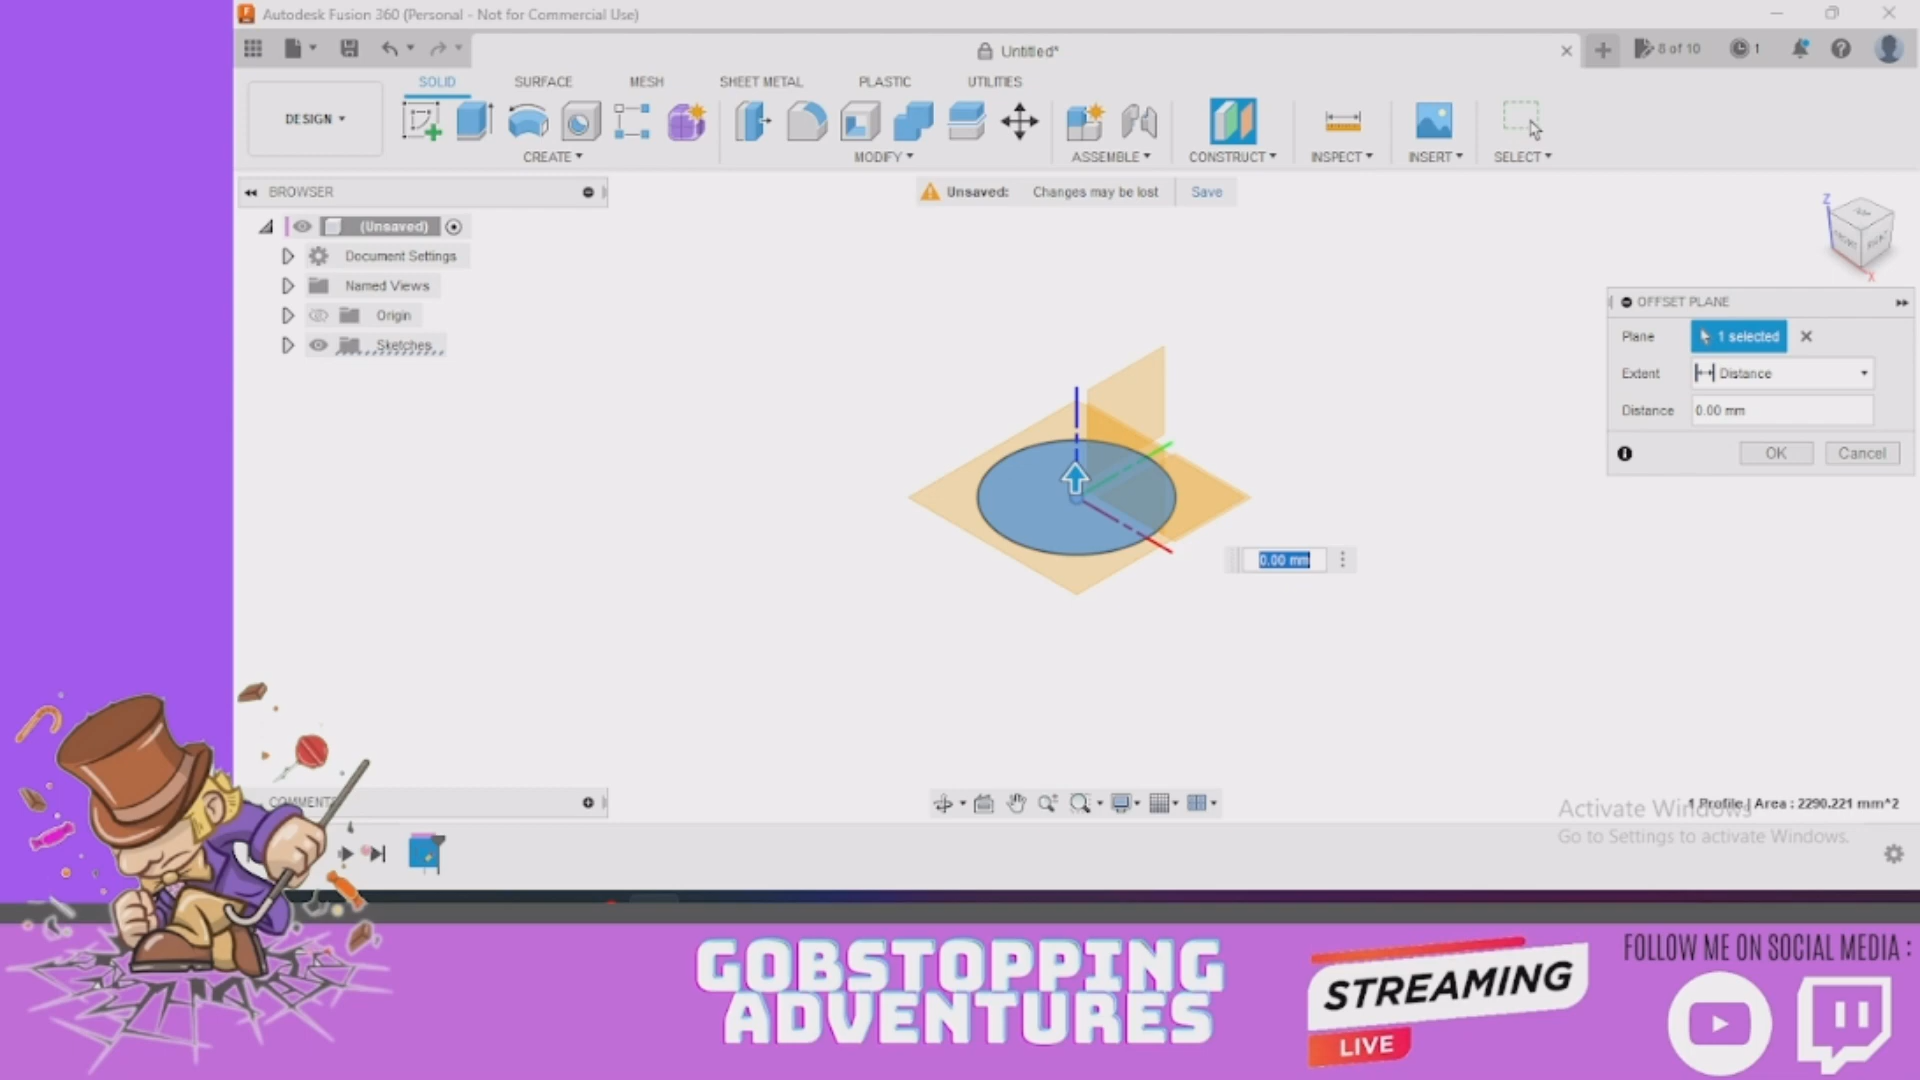 Autodesk Fusion 360 (Personal - Not for Commercial Use)
Untitled*
8 of 10
1
SOLID SURFACE MESH SHEET METAL PLASTIC UTILITIES
DESIGN
CREATE MODIFY ASSEMBLE CONSTRUCT INSPECT INSERT SELECT
BROWSER
Unsaved: Changes may be lost Save
(Unsaved)
Document Settings
Named Views
Origin
Sketches
Z
FRONT RIGHT
X
OFFSET PLANE
Plane 1 selected
Extent Distance
Distance 0.00 mm
OK Cancel
0.00 mm
COMMENT
Activate Windows
1 Profile | Area : 2290.221 mm^2
Go to Settings to activate Windows.
GOBSTOPPING
ADVENTURES
STREAMING
LIVE
FOLLOW ME ON SOCIAL MEDIA :